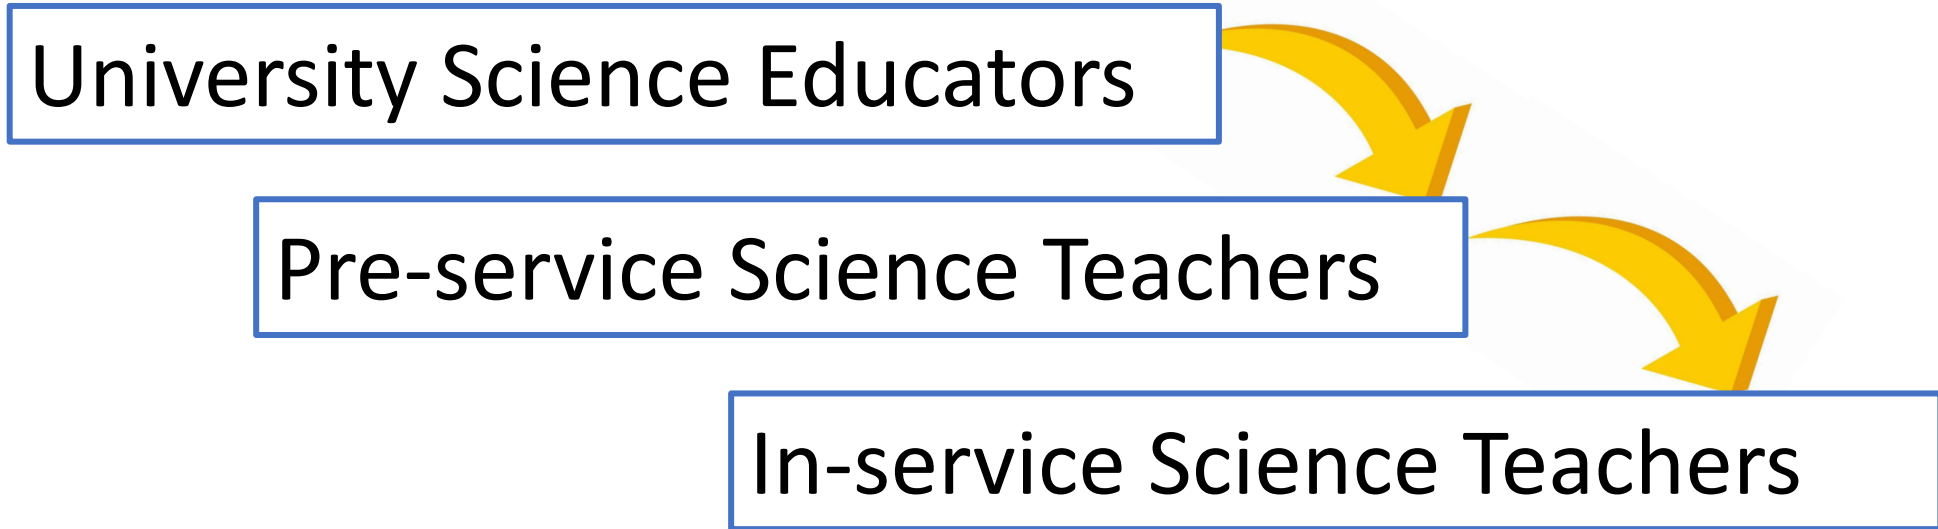 University Science Educators
Pre-service Science Teachers
In-service Science Teachers